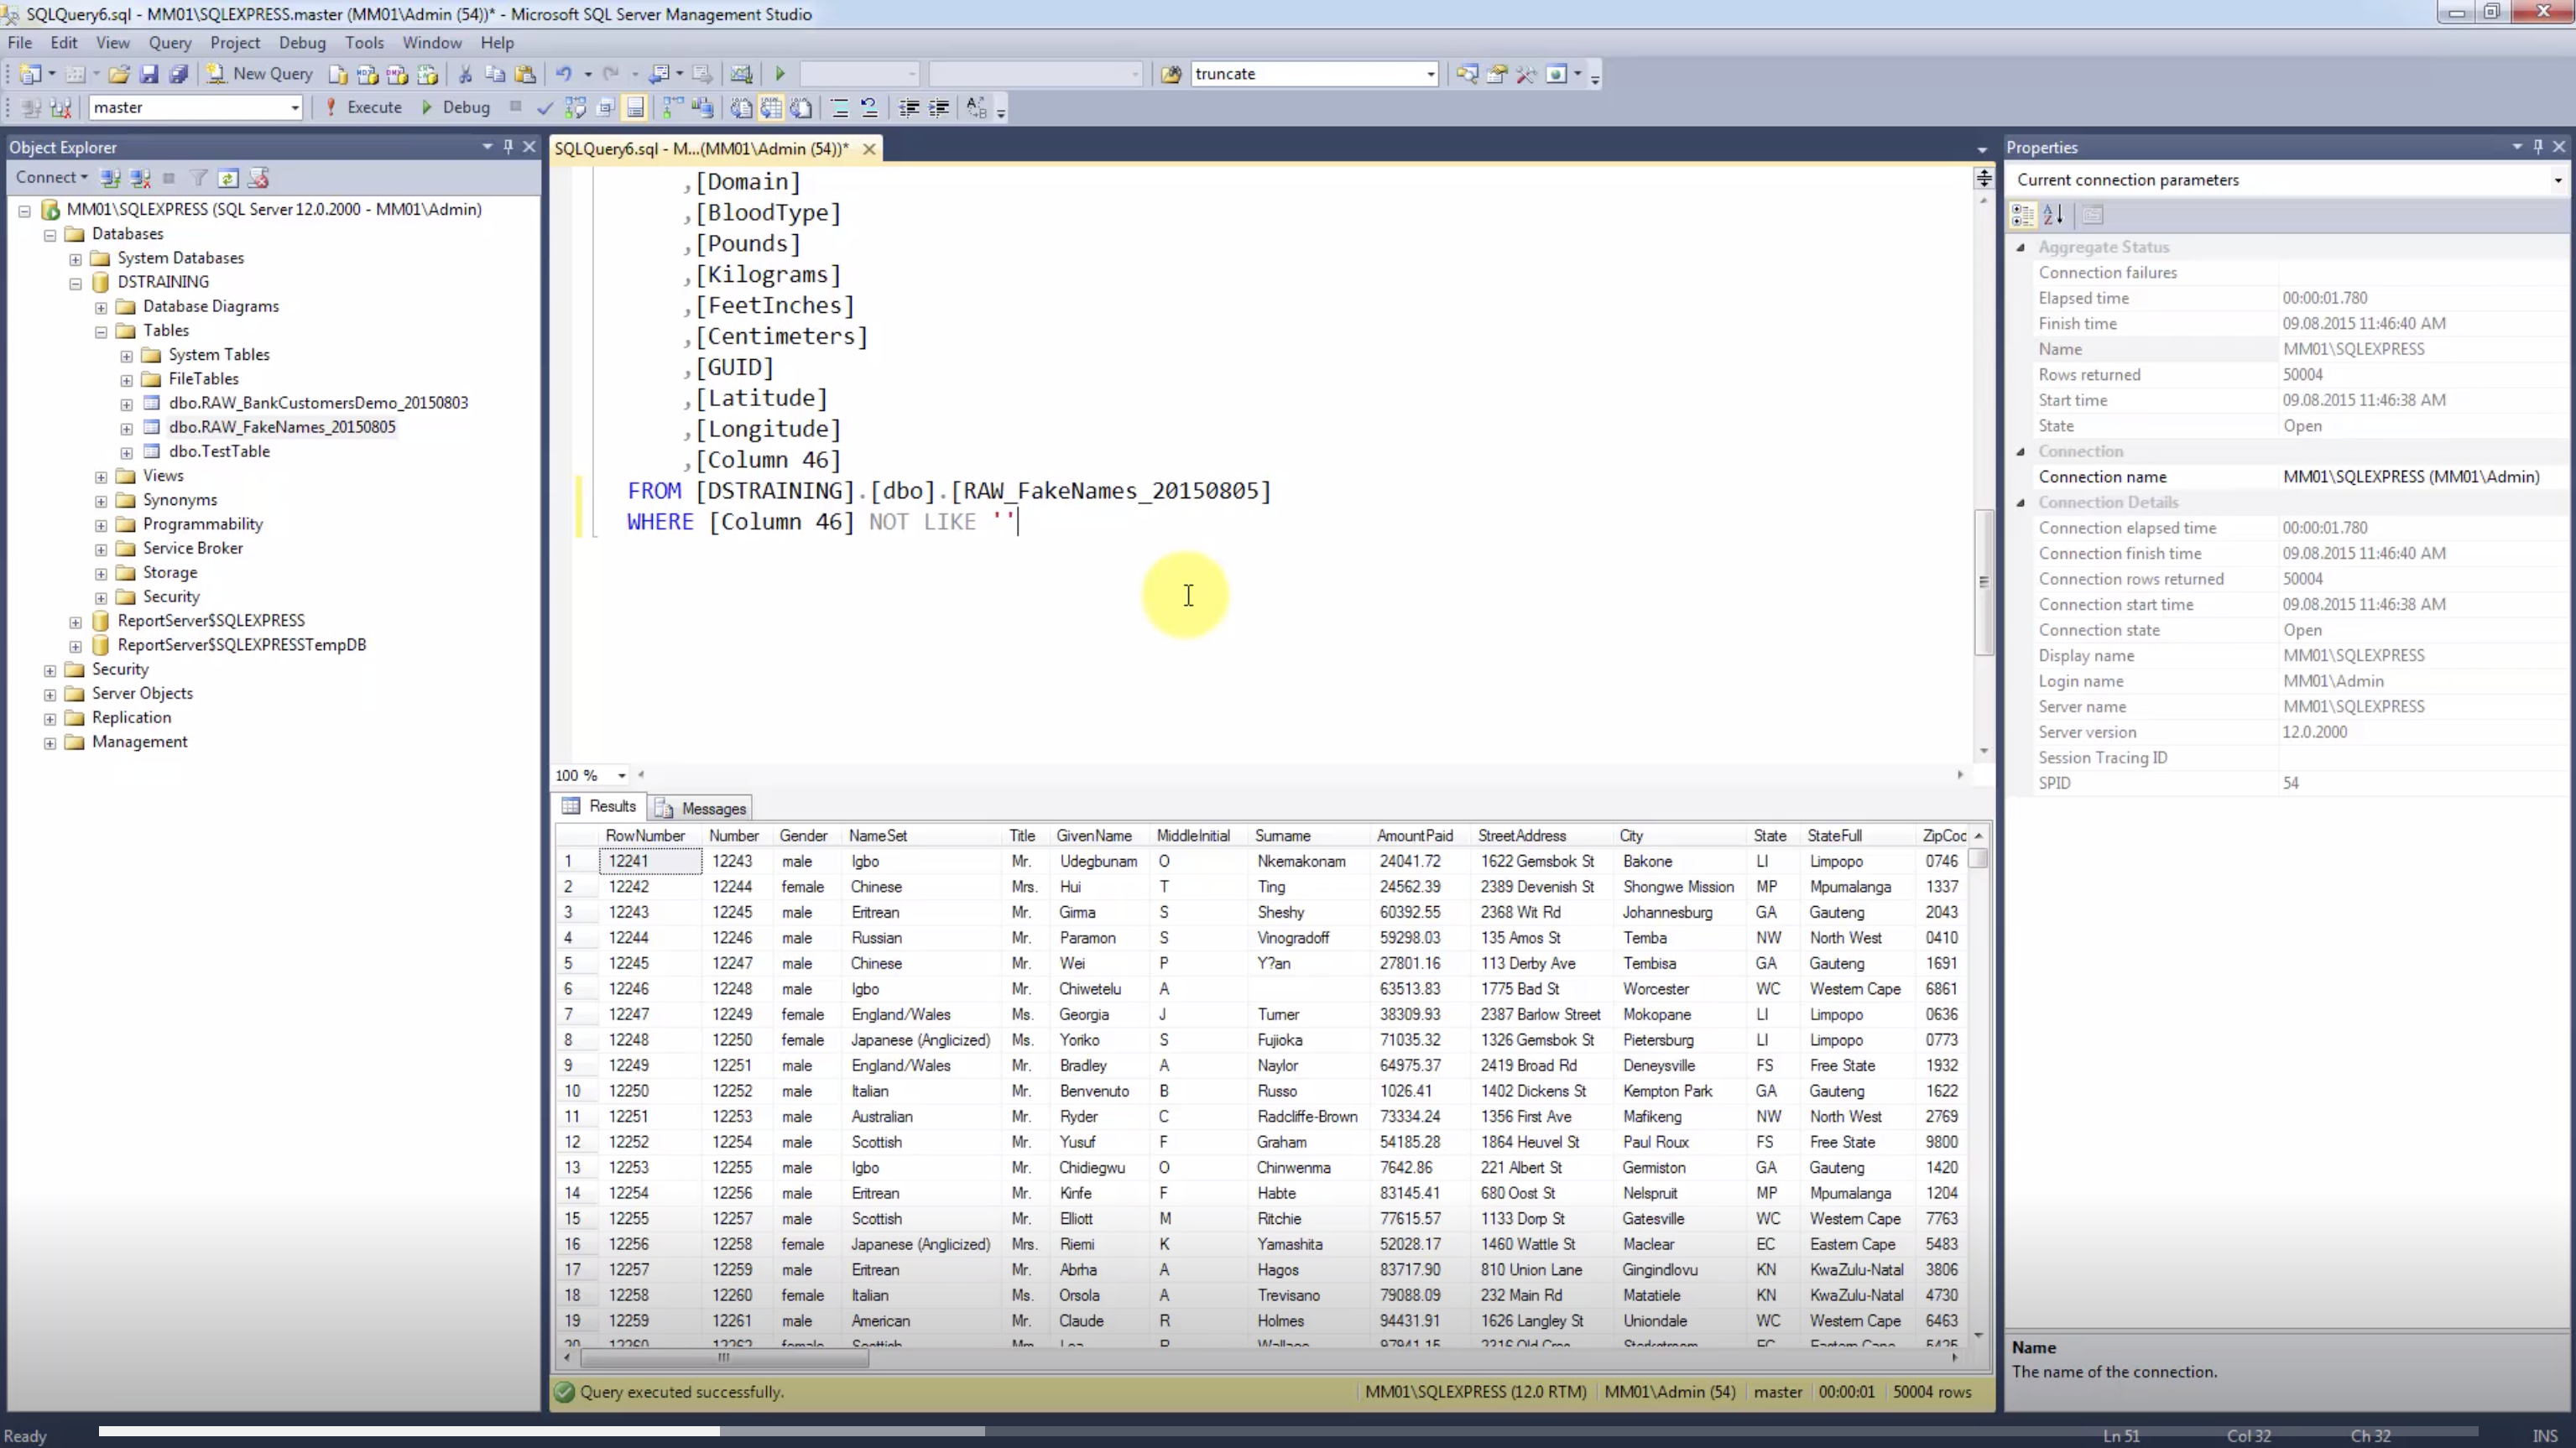 SQLQuery6.sql - MM01\SQLEXPRESS.master (MM01\Admin (54))* - Microsoft SQL Server Management Studio
File Edit View Query Project Debug Tools Window Help
New Query truncate
master Execute Debug
Object Explorer
Connect
MM01\SQLEXPRESS (SQL Server 12.0.2000 - MM01\Admin)
Databases
System Databases
DSTRAINING
Database Diagrams
Tables
System Tables
FileTables
dbo.RAW_BankCustomersDemo_20150803
dbo.RAW_FakeNames_20150805
dbo.TestTable
Views
Synonyms
Programmability
Service Broker
Storage
Security
ReportServer$SQLEXPRESS
ReportServer$SQLEXPRESSTempDB
Security
Server Objects
Replication
Management
SQLQuery6.sql - M...(MM01\Admin (54))*
,[Domain]
,[BloodType]
,[Pounds]
,[Kilograms]
,[FeetInches]
,[Centimeters]
,[GUID]
,[Latitude]
,[Longitude]
,[Column 46]
FROM [DSTRAINING].[dbo].[RAW_FakeNames_20150805]
WHERE [Column 46] NOT LIKE ''
100 %
Results Messages
RowNumber Number Gender NameSet Title GivenName MiddleInitial Surname AmountPaid StreetAddress City State StateFull ZipCoc
1 12241 12243 male Igbo Mr. Udegbunam O Nkemakonam 24041.72 1622 Gemsbok St Bakone LI Limpopo 0746
2 12242 12244 female Chinese Mrs. Hui T Ting 24562.39 2389 Devenish St Shongwe Mission MP Mpumalanga 1337
3 12243 12245 male Eritrean Mr. Girma S Sheshy 60392.55 2368 Wit Rd Johannesburg GA Gauteng 2043
4 12244 12246 male Russian Mr. Paramon S Vinogradoff 59298.03 135 Amos St Temba NW North West 0410
5 12245 12247 male Chinese Mr. Wei P Y?an 27801.16 113 Derby Ave Tembisa GA Gauteng 1691
6 12246 12248 male Igbo Mr. Chiwetelu A 63513.83 1775 Bad St Worcester WC Western Cape 6861
7 12247 12249 female England/Wales Ms. Georgia J Turner 38309.93 2387 Barlow Street Mokopane LI Limpopo 0636
8 12248 12250 female Japanese (Anglicized) Ms. Yoriko S Fujioka 71035.32 1326 Gemsbok St Pietersburg LI Limpopo 0773
9 12249 12251 male England/Wales Mr. Bradley A Naylor 64975.37 2419 Broad Rd Deneysville FS Free State 1932
10 12250 12252 male Italian Mr. Benvenuto B Russo 1026.41 1402 Dickens St Kempton Park GA Gauteng 1622
11 12251 12253 male Australian Mr. Ryder C Radcliffe-Brown 73334.24 1356 First Ave Mafikeng NW North West 2769
12 12252 12254 male Scottish Mr. Yusuf F Graham 54185.28 1864 Heuvel St Paul Roux FS Free State 9800
13 12253 12255 male Igbo Mr. Chidiegwu O Chinwenma 7642.86 221 Albert St Germiston GA Gauteng 1420
14 12254 12256 male Eritrean Mr. Kinfe F Habte 83145.41 680 Oost St Nelspruit MP Mpumalanga 1204
15 12255 12257 male Scottish Mr. Elliott M Ritchie 77615.57 1133 Dorp St Gatesville WC Western Cape 7763
16 12256 12258 female Japanese (Anglicized) Mrs. Riemi K Yamashita 52028.17 1460 Wattle St Maclear EC Eastern Cape 5483
17 12257 12259 male Eritrean Mr. Abrha A Hagos 83717.90 810 Union Lane Gingindlovu KN KwaZulu-Natal 3806
18 12258 12260 female Italian Ms. Orsola A Trevisano 79088.09 232 Main Rd Matatiele KN KwaZulu-Natal 4730
19 12259 12261 male American Mr. Claude R Holmes 94431.91 1626 Langley St Uniondale WC Western Cape 6463
20 12260 12262 female Scottish
Query executed successfully. MM01\SQLEXPRESS (12.0 RTM) MM01\Admin (54) master 00:00:01 50004 rows
Properties
Current connection parameters
Aggregate Status
Connection failures
Elapsed time 00:00:01.780
Finish time 09.08.2015 11:46:40 AM
Name MM01\SQLEXPRESS
Rows returned 50004
Start time 09.08.2015 11:46:38 AM
State Open
Connection
Connection name MM01\SQLEXPRESS (MM01\Admin)
Connection Details
Connection elapsed time 00:00:01.780
Connection finish time 09.08.2015 11:46:40 AM
Connection rows returned 50004
Connection start time 09.08.2015 11:46:38 AM
Connection state Open
Display name MM01\SQLEXPRESS
Login name MM01\Admin
Server name MM01\SQLEXPRESS
Server version 12.0.2000
Session Tracing ID
SPID 54
Name
The name of the connection.
Ready Ln 51 Col 32 Ch 32 INS